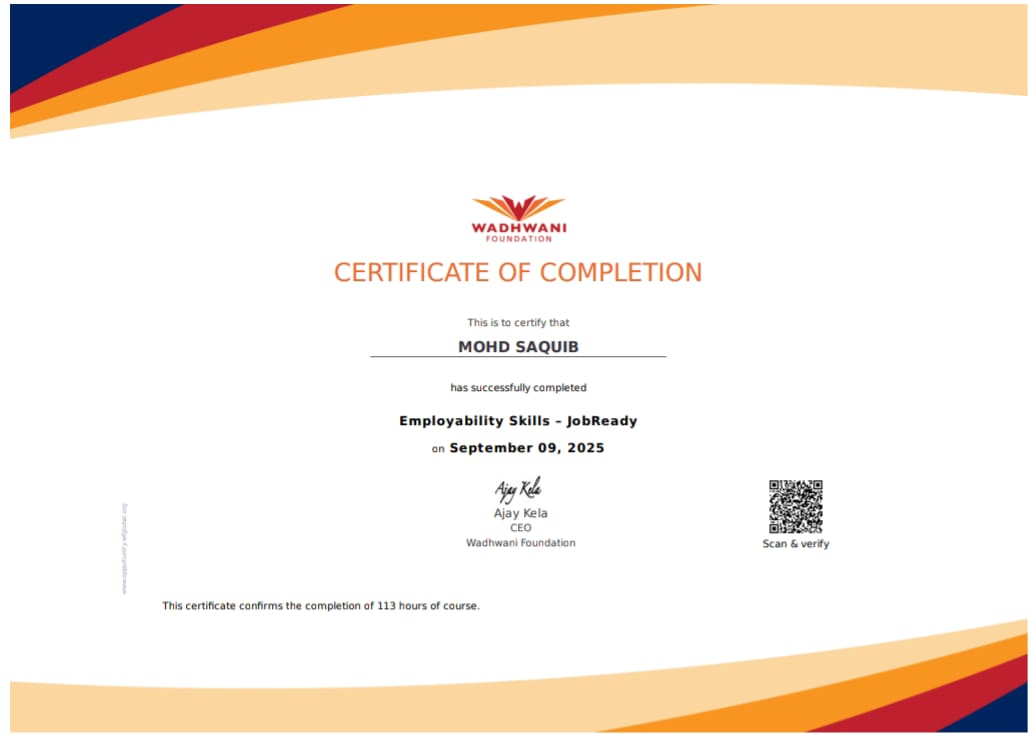 WADHWANI
FOUNDATION
CERTIFICATE OF COMPLETION
This is to certify that
MOHD SAQUIB
has successfully completed
Employability Skills – JobReady
on September 09, 2025
Ajay Kela
Ajay Kela
CEO
Wadhwani Foundation
Scan & verify
This certificate confirms the completion of 113 hours of course.